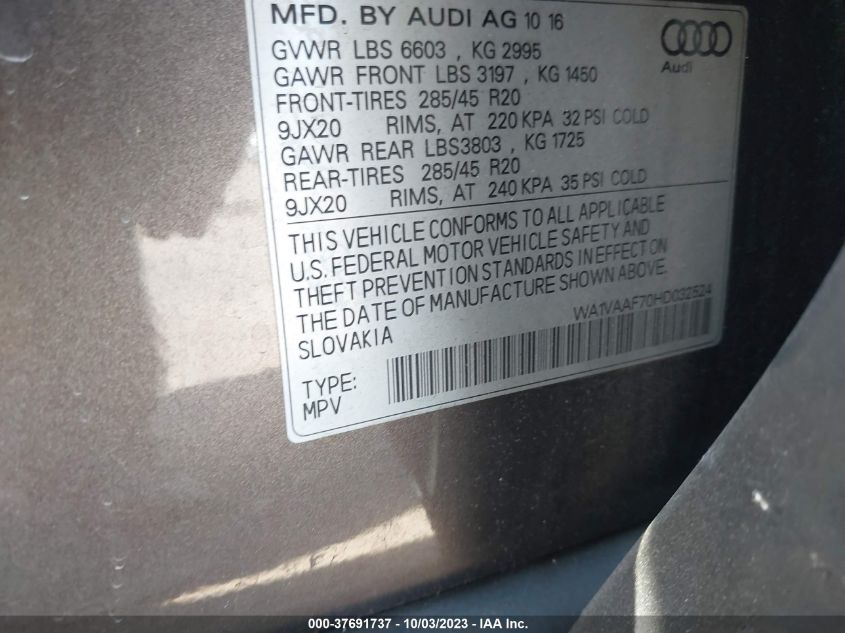 MFD. BY AUDI AG 10 16
GVWR LBS 6603 , KG 2995
GAWR FRONT LBS 3197 , KG 1450
FRONT-TIRES 285/45 R20
9JX20 RIMS, AT 220 KPA 32 PSI COLD
GAWR REAR LBS3803 , KG 1725
REAR-TIRES 285/45 R20
9JX20 RIMS, AT 240 KPA 35 PSI COLD
Audi
THIS VEHICLE CONFORMS TO ALL APPLICABLE
U.S. FEDERAL MOTOR VEHICLE SAFETY AND
THEFT PREVENTION STANDARDS IN EFFECT ON
THE DATE OF MANUFACTURE SHOWN ABOVE.
SLOVAKIA
WA1VAAF70HD032524
TYPE:
MPV
000-37691737 - 10/03/2023 - IAA Inc.